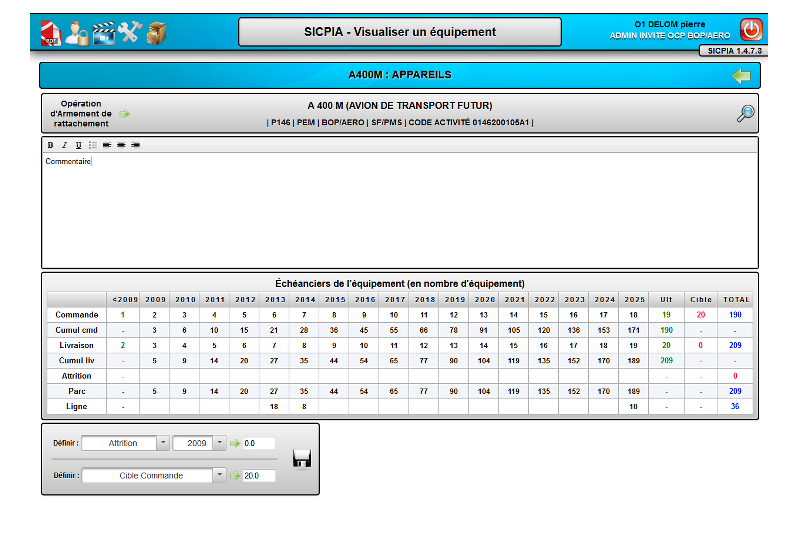 PDF
SICPIA - Visualiser un équipement
O1 DELOM pierre
ADMIN INVITE OCP BOP/AERO
SICPIA 1.4.7.3
A400M : APPAREILS
Opération
d'Armement de
rattachement
A 400 M (AVION DE TRANSPORT FUTUR)
| P146 | PEM | BOP/AERO | SF/PMS | CODE ACTIVITÉ 0146200105A1 |
B I U
Commentaire
Échéanciers de l'équipement (en nombre d'équipement)
<2009 2009 2010 2011 2012 2013 2014 2015 2016 2017 2018 2019 2020 2021 2022 2023 2024 2025 Ult Cible TOTAL
Commande 1 2 3 4 5 6 7 8 9 10 11 12 13 14 15 16 17 18 19 20 190
Cumul cmd - 3 6 10 15 21 28 36 45 55 66 78 91 105 120 136 153 171 190 - -
Livraison 2 3 4 5 6 7 8 9 10 11 12 13 14 15 16 17 18 19 20 0 209
Cumul liv - 5 9 14 20 27 35 44 54 65 77 90 104 119 135 152 170 189 209 - -
Attrition - - - 0
Parc - 5 9 14 20 27 35 44 54 65 77 90 104 119 135 152 170 189 - - 209
Ligne - 18 8 10 - - 36
Définir : Attrition 2009 0.0
Définir : Cible Commande 20.0